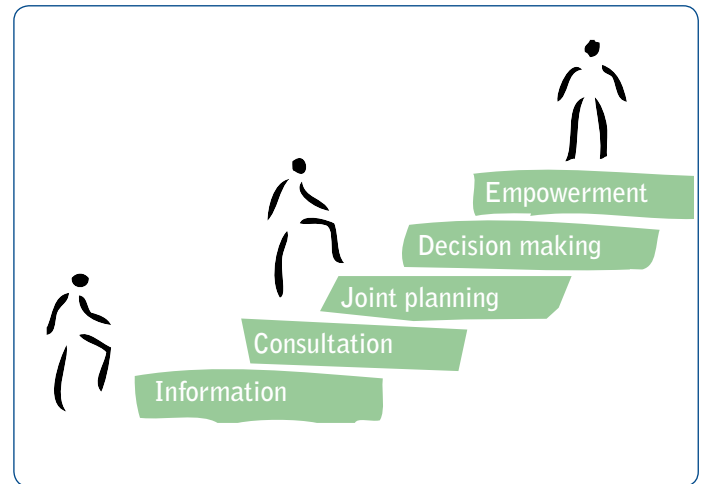 Empowerment
Decision making
Joint planning
Consultation
Information